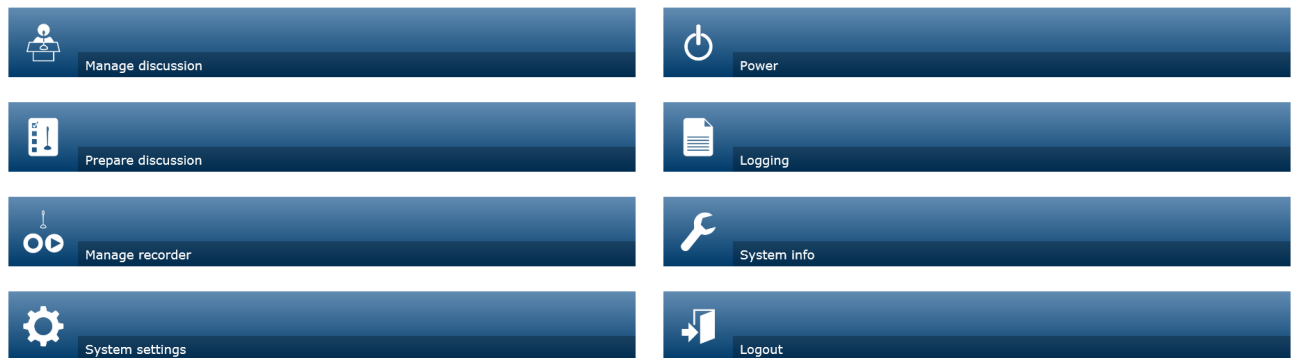 Manage discussion
Power
Prepare discussion
Logging
Manage recorder
System info
System settings
Logout